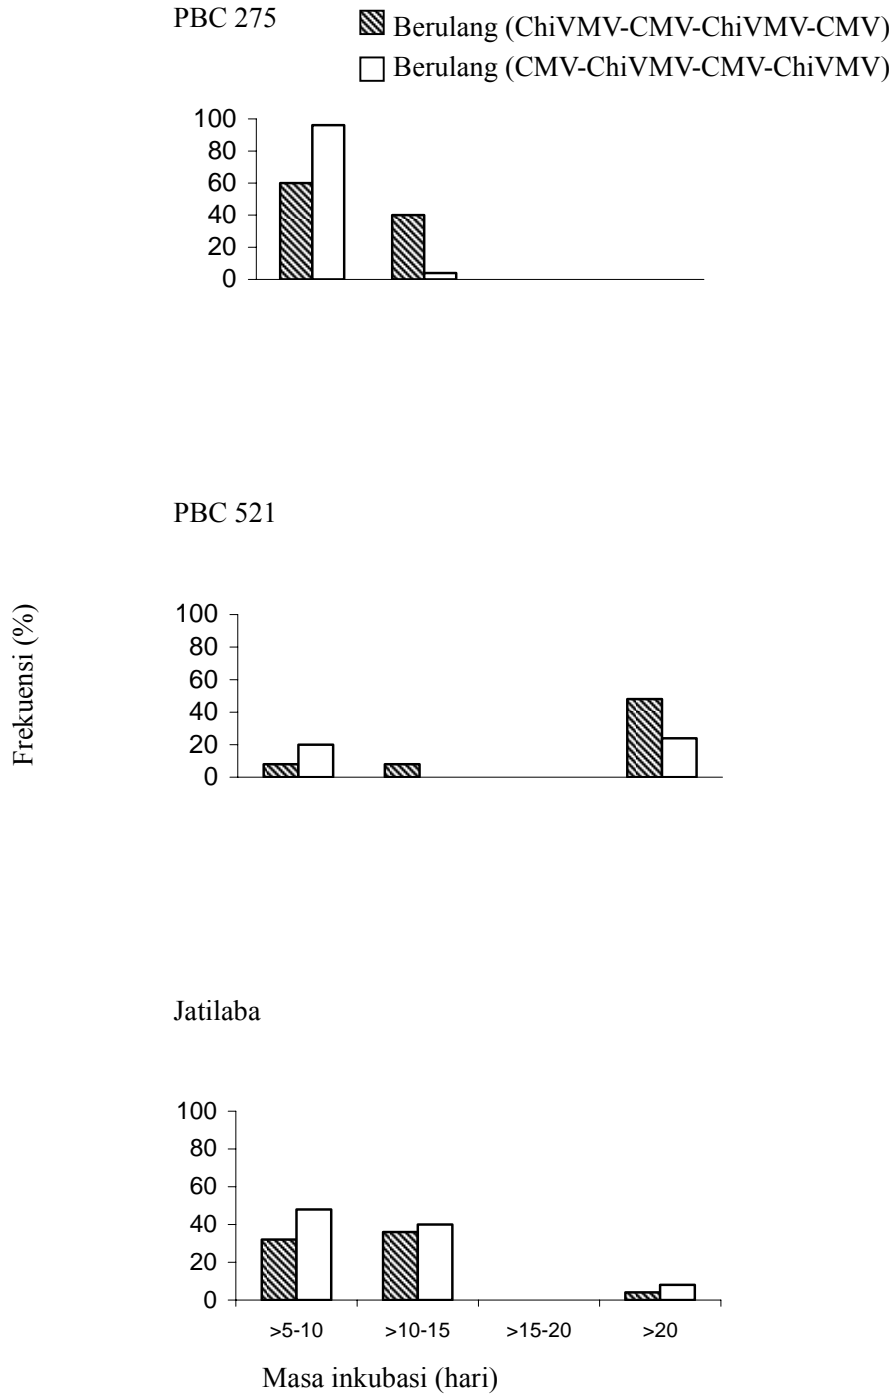 PBC 275
Berulang (ChiVMV-CMV-ChiVMV-CMV)
Berulang (CMV-ChiVMV-CMV-ChiVMV)
100
80
60
40
20
0
PBC 521
Frekuensi (%)
100
80
60
40
20
0
Jatilaba
100
80
60
40
20
0
>5-10 >10-15 >15-20 >20
Masa inkubasi (hari)